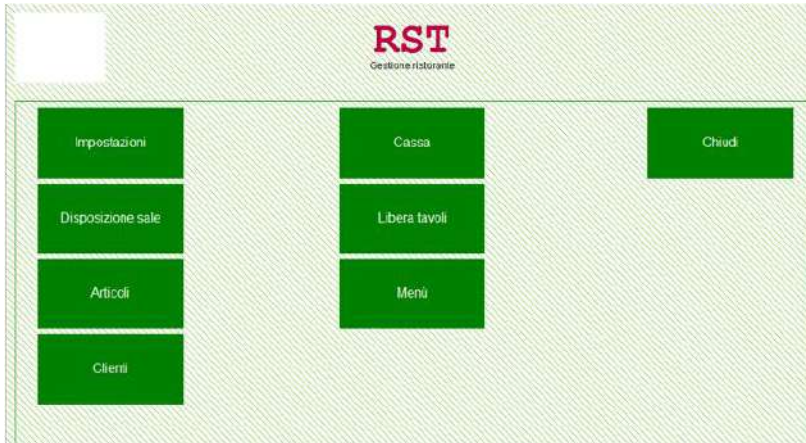 RST
Gestione ristorante
Impostazioni
Cassa
Chiudi
Disposizione sale
Libera tavoli
Articoli
Menù
Clienti